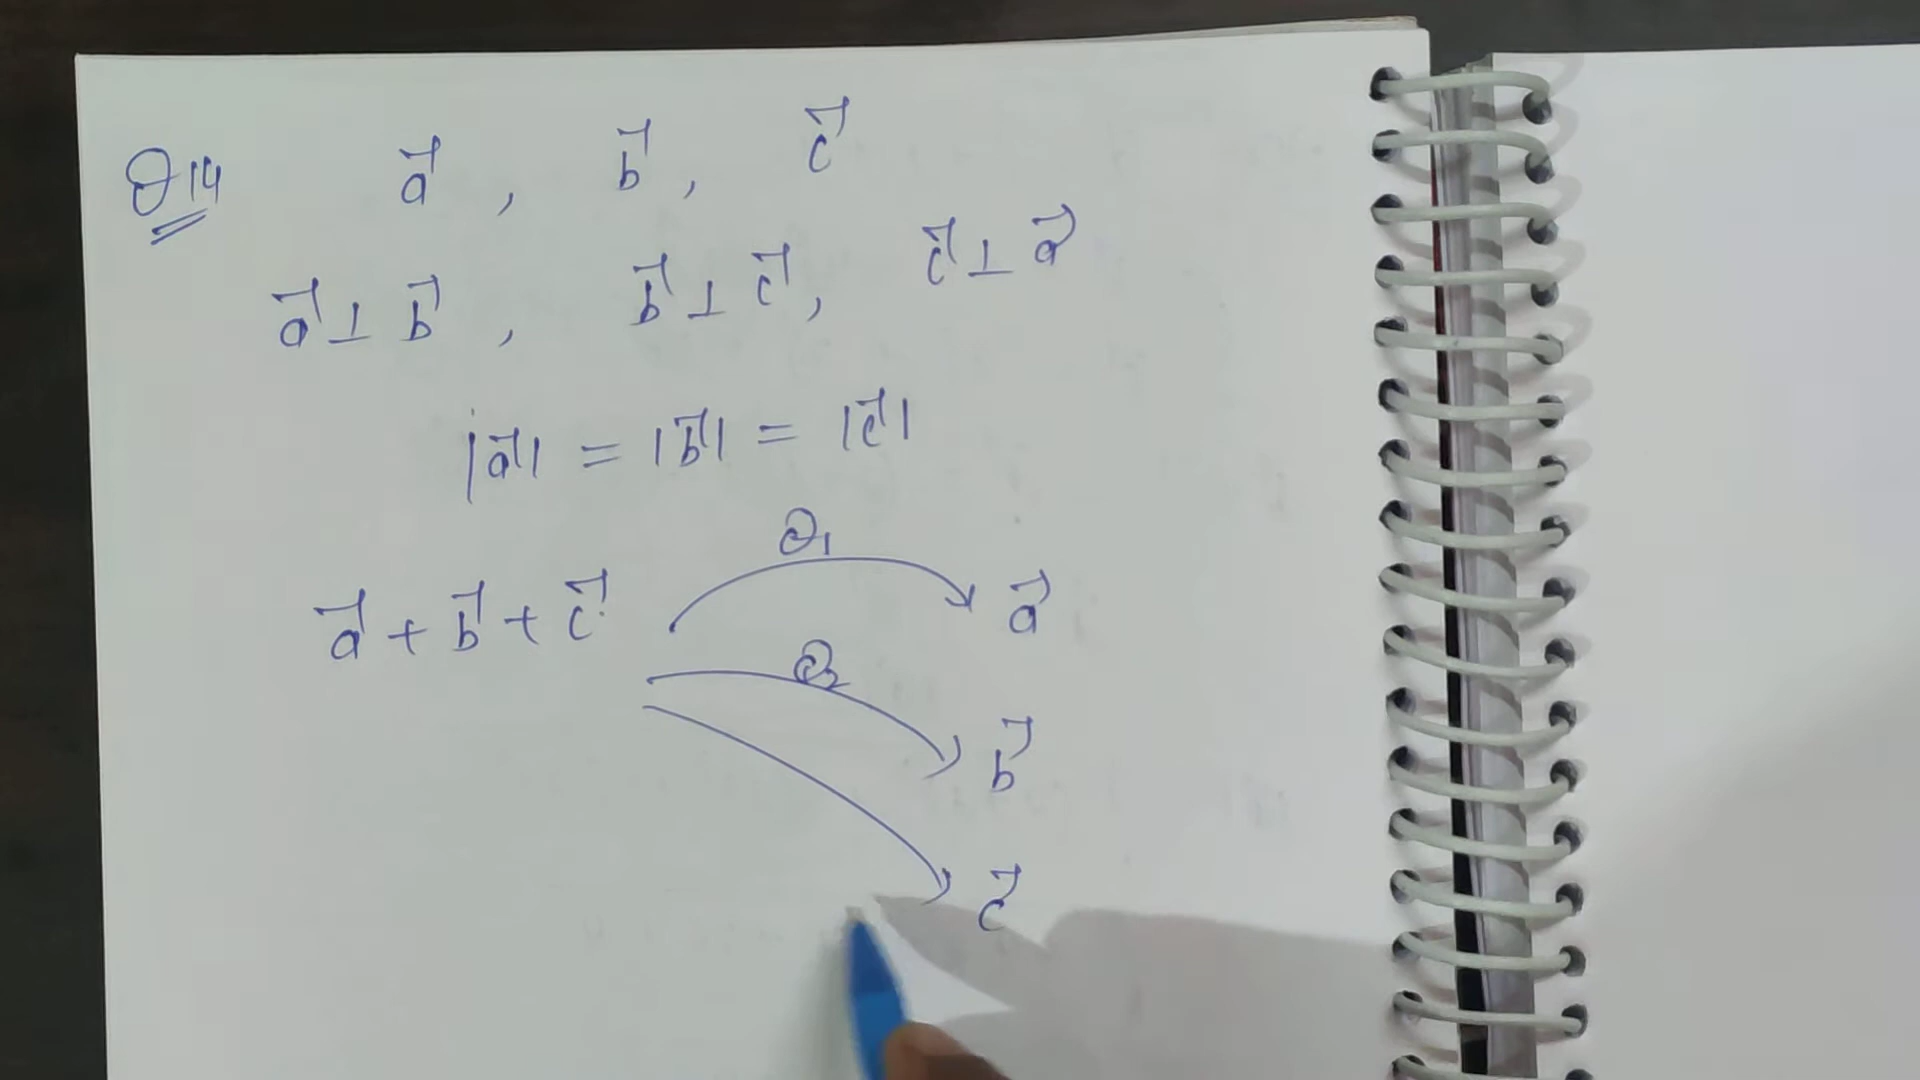 Q14 a⃗ , b⃗ , c⃗
a⃗ ⊥ b⃗ , b⃗ ⊥ c⃗ , c⃗ ⊥ a⃗
|a⃗| = |b⃗| = |c⃗|
θ₁
a⃗ + b⃗ + c⃗ a⃗
θ₂
b⃗
c⃗